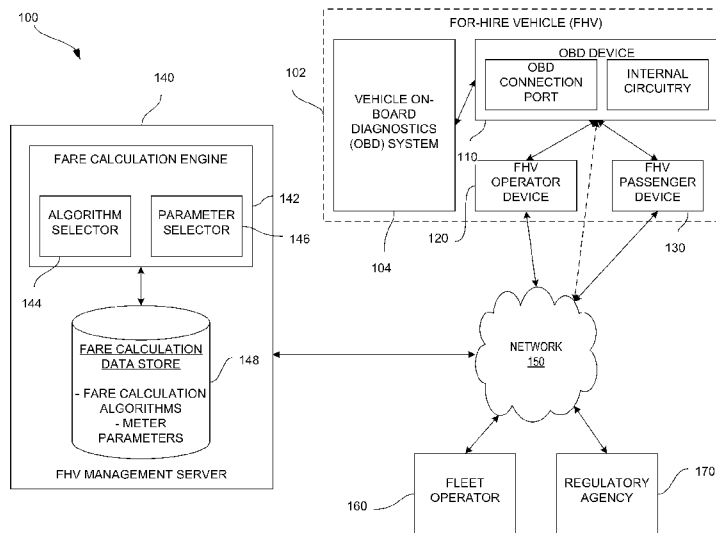 100
140
FARE CALCULATION ENGINE
ALGORITHM
SELECTOR
PARAMETER
SELECTOR
142
146
144
FARE CALCULATION
DATA STORE
- FARE CALCULATION
ALGORITHMS
- METER
PARAMETERS
148
FHV MANAGEMENT SERVER
FOR-HIRE VEHICLE (FHV)
102
VEHICLE ON-
BOARD
DIAGNOSTICS
(OBD) SYSTEM
104
OBD DEVICE
OBD
CONNECTION
PORT
INTERNAL
CIRCUITRY
110
FHV
OPERATOR
DEVICE
120
FHV
PASSENGER
DEVICE
130
NETWORK
150
FLEET
OPERATOR
160
REGULATORY
AGENCY
170